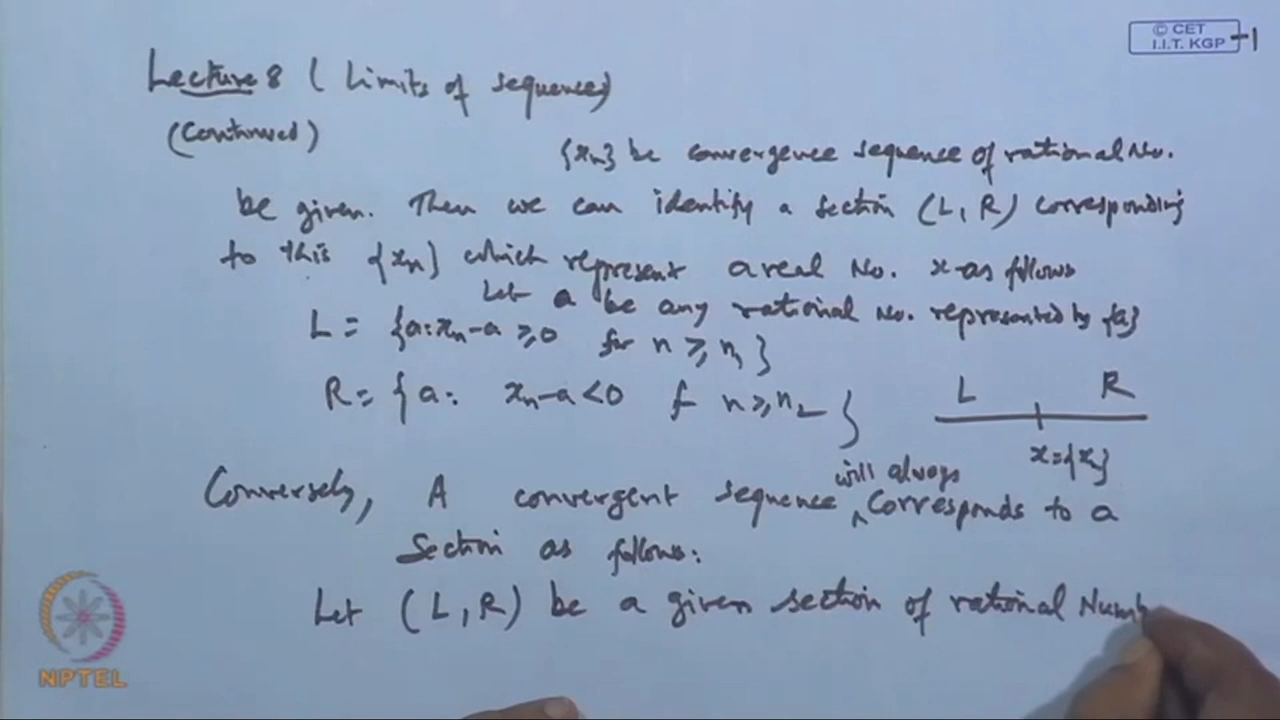 © CET
I.I.T. KGP
-1
Lecture 8 ( Limits of sequences)
(Continued)
{xn} be convergence sequence of rational No.
be given. Then we can identify a section (L, R) corresponding
to this {xn} which represent a real No. x as follows
Let a be any rational no. represented by {a}
L = {a: xn-a ≥ 0 for n ≥ n1}
R = {a: xn-a < 0 f n ≥ n2}
L R
x={xn}
Conversely, A convergent sequence ^ will always corresponds to a
Section as follows:
Let (L, R) be a given section of rational Numb
NPTEL